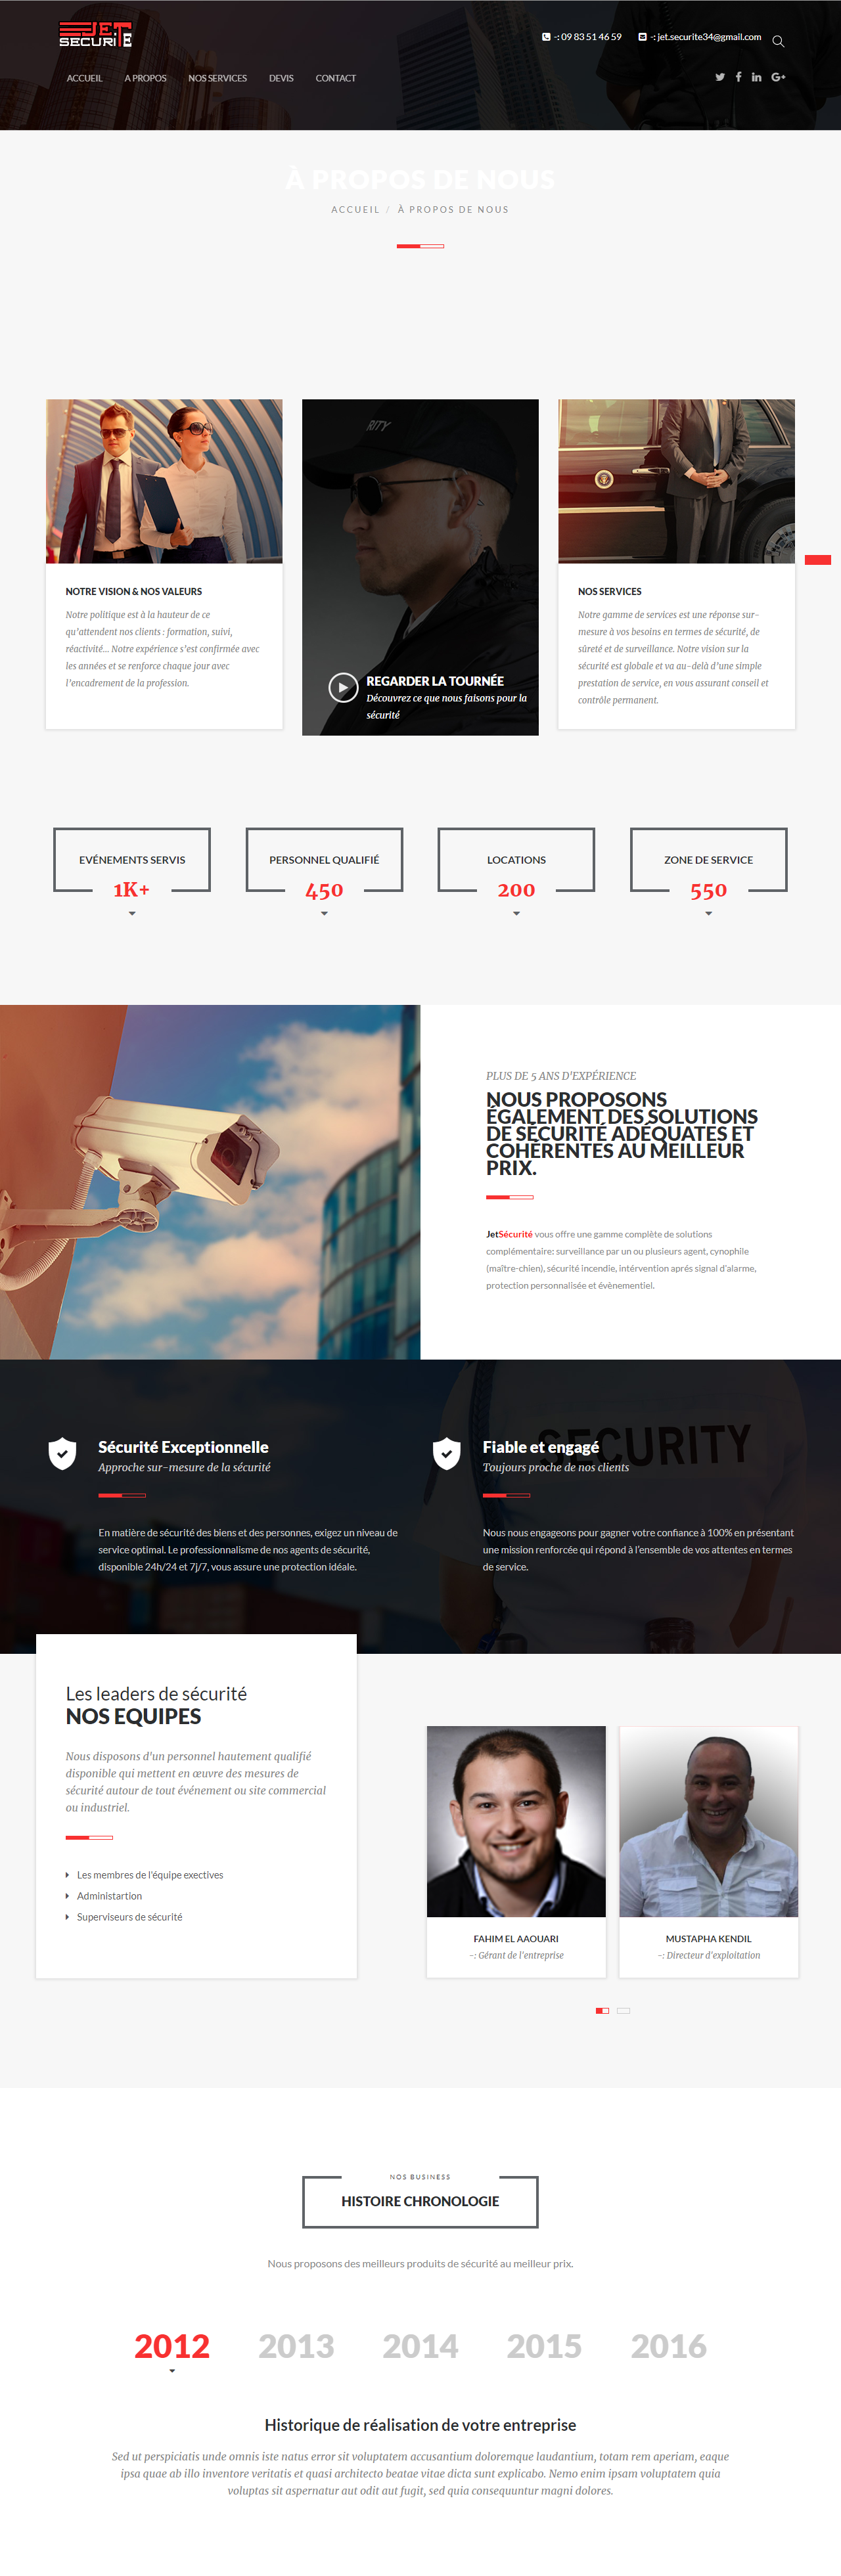 JET
SECURITE
-: 09 83 51 46 59
-: jet.securite34@gmail.com
ACCUEIL
A PROPOS
NOS SERVICES
DEVIS
CONTACT
À PROPOS DE NOUS
ACCUEIL / À PROPOS DE NOUS
RITY
NOTRE VISION & NOS VALEURS
Notre politique est à la hauteur de ce
qu'attendent nos clients : formation, suivi,
réactivité... Notre expérience s'est confirmée avec
les années et se renforce chaque jour avec
l'encadrement de la profession.
REGARDER LA TOURNÉE
Découvrez ce que nous faisons pour la
sécurité
NOS SERVICES
Notre gamme de services est une réponse sur-
mesure à vos besoins en termes de sécurité, de
sûreté et de surveillance. Notre vision sur la
sécurité est globale et va au-delà d'une simple
prestation de service, en vous assurant conseil et
contrôle permanent.
EVÉNEMENTS SERVIS
1K+
PERSONNEL QUALIFIÉ
450
LOCATIONS
200
ZONE DE SERVICE
550
PLUS DE 5 ANS D'EXPÉRIENCE
NOUS PROPOSONS
ÉGALEMENT DES SOLUTIONS
DE SÉCURITÉ ADÉQUATES ET
COHÉRENTES AU MEILLEUR
PRIX.
JetSécurité vous offre une gamme complète de solutions
complémentaire: surveillance par un ou plusieurs agent, cynophile
(maître-chien), sécurité incendie, intérvention aprés signal d'alarme,
protection personnalisée et évènementiel.
SECURITY
Sécurité Exceptionnelle
Approche sur-mesure de la sécurité
En matière de sécurité des biens et des personnes, exigez un niveau de
service optimal. Le professionnalisme de nos agents de sécurité,
disponible 24h/24 et 7j/7, vous assure une protection idéale.
Fiable et engagé
Toujours proche de nos clients
Nous nous engageons pour gagner votre confiance à 100% en présentant
une mission renforcée qui répond à l'ensemble de vos attentes en termes
de service.
Les leaders de sécurité
NOS EQUIPES
Nous disposons d'un personnel hautement qualifié
disponible qui mettent en œuvre des mesures de
sécurité autour de tout événement ou site commercial
ou industriel.
Les membres de l'équipe exectives
Administartion
Superviseurs de sécurité
FAHIM EL AAOUARI
-: Gérant de l'entreprise
MUSTAPHA KENDIL
-: Directeur d'exploitation
NOS BUSINESS
HISTOIRE CHRONOLOGIE
Nous proposons des meilleurs produits de sécurité au meilleur prix.
2012
2013
2014
2015
2016
Historique de réalisation de votre entreprise
Sed ut perspiciatis unde omnis iste natus error sit voluptatem accusantium doloremque laudantium, totam rem aperiam, eaque
ipsa quae ab illo inventore veritatis et quasi architecto beatae vitae dicta sunt explicabo. Nemo enim ipsam voluptatem quia
voluptas sit aspernatur aut odit aut fugit, sed quia consequuntur magni dolores.